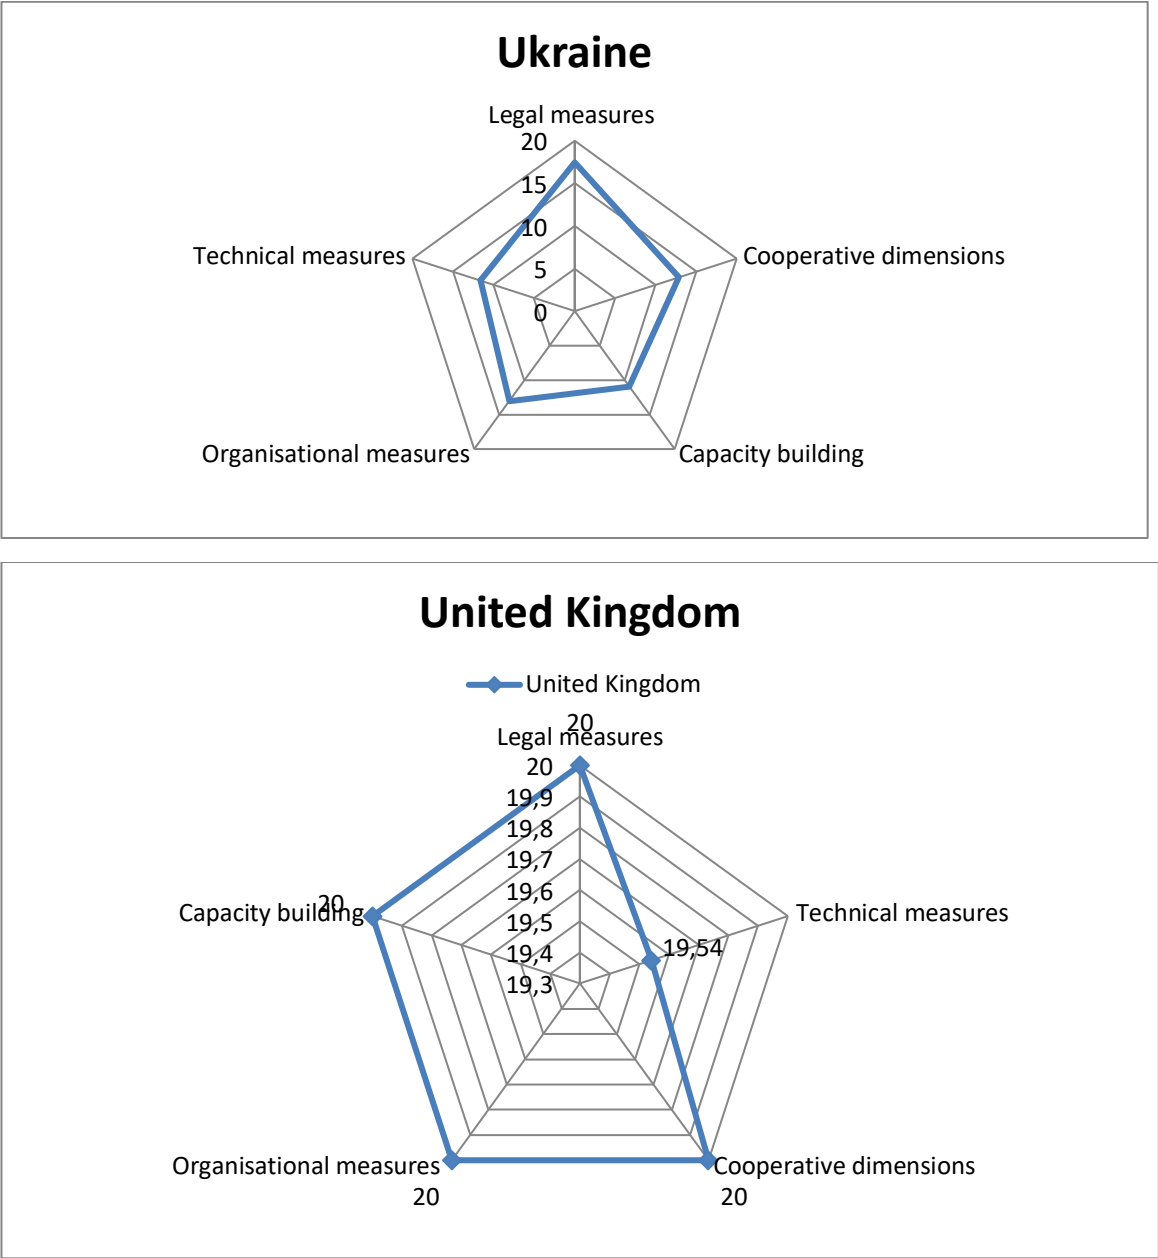 Ukraine
Legal measures
20
15
10
5
0
Technical measures
Cooperative dimensions
Organisational measures
Capacity building
United Kingdom
United Kingdom
20
Legal measures
20
19,9
19,8
19,7
19,6
19,5
19,4
19,3
Capacity building
20
Technical measures
19,54
Organisational measures
20
Cooperative dimensions
20